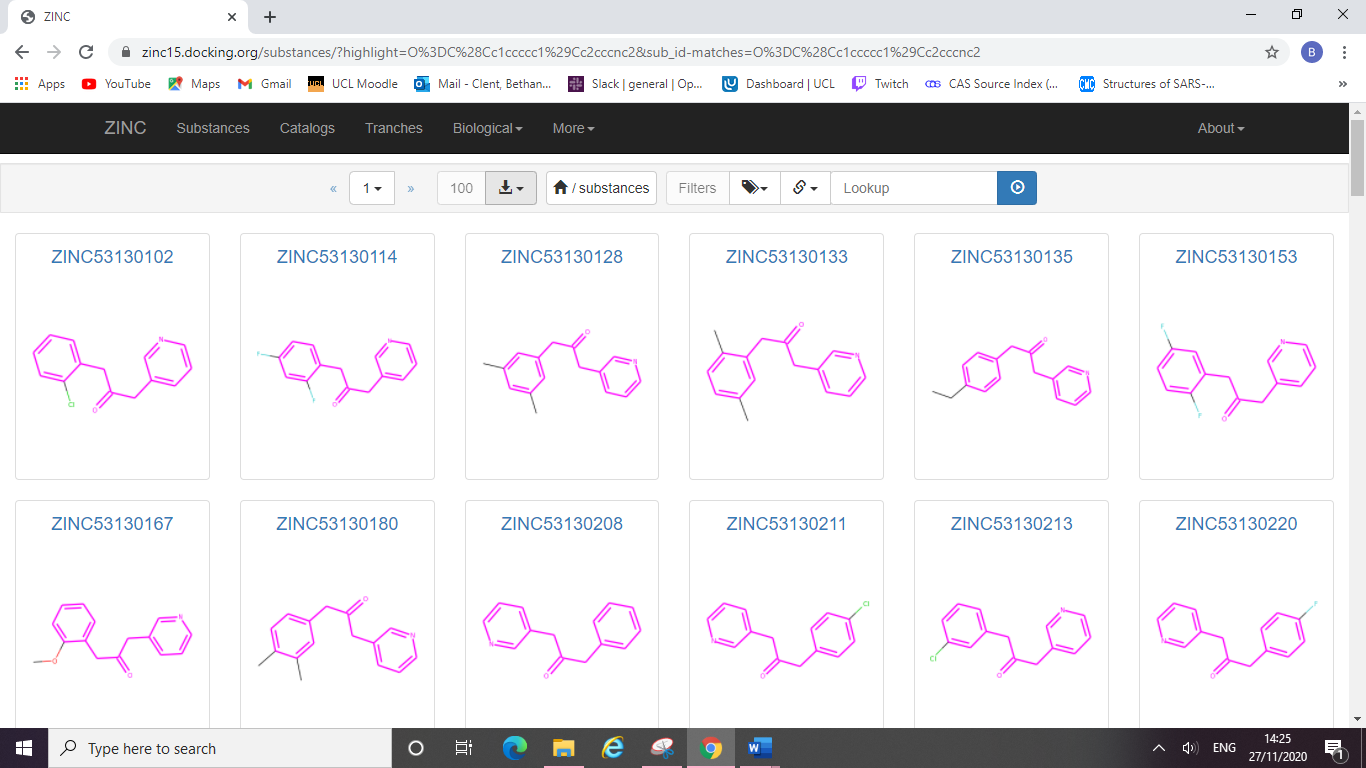 ZINC
zinc15.docking.org/substances/?highlight=O%3DC%28Cc1ccccc1%29Cc2cccnc2&sub_id-matches=O%3DC%28Cc1ccccc1%29Cc2cccnc2
B
Apps YouTube Maps Gmail UCL Moodle Mail - Clent, Bethan... Slack | general | Op... Dashboard | UCL Twitch CAS Source Index (... CMC Structures of SARS-... »
ZINC Substances Catalogs Tranches Biological More About
« 1 » 100 / substances Filters Lookup
ZINC53130102 ZINC53130114 ZINC53130128 ZINC53130133 ZINC53130135 ZINC53130153
N O Cl
F F N O
O N
O N
O N
F F N O
ZINC53130167 ZINC53130180 ZINC53130208 ZINC53130211 ZINC53130213 ZINC53130220
N O O
O N
N O
Cl N O
N Cl O
F N O
Type here to search
ENG 14:25
27/11/2020
1